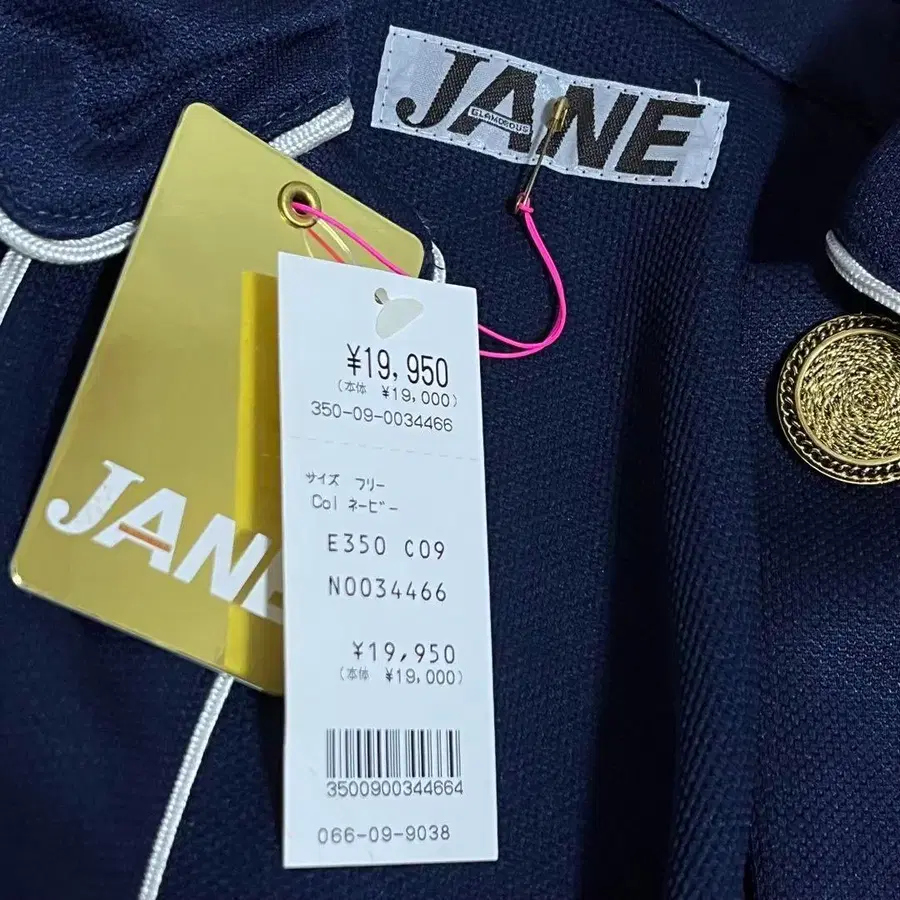 JANE
GLAMOROUS
JANE
¥19,950
(本体 ¥19,000)
350-09-0034466
サイズ フリー
Col ネービー
E350 C09
N0034466
¥19,950
(本体 ¥19,000)
3500900344664
066-09-9038